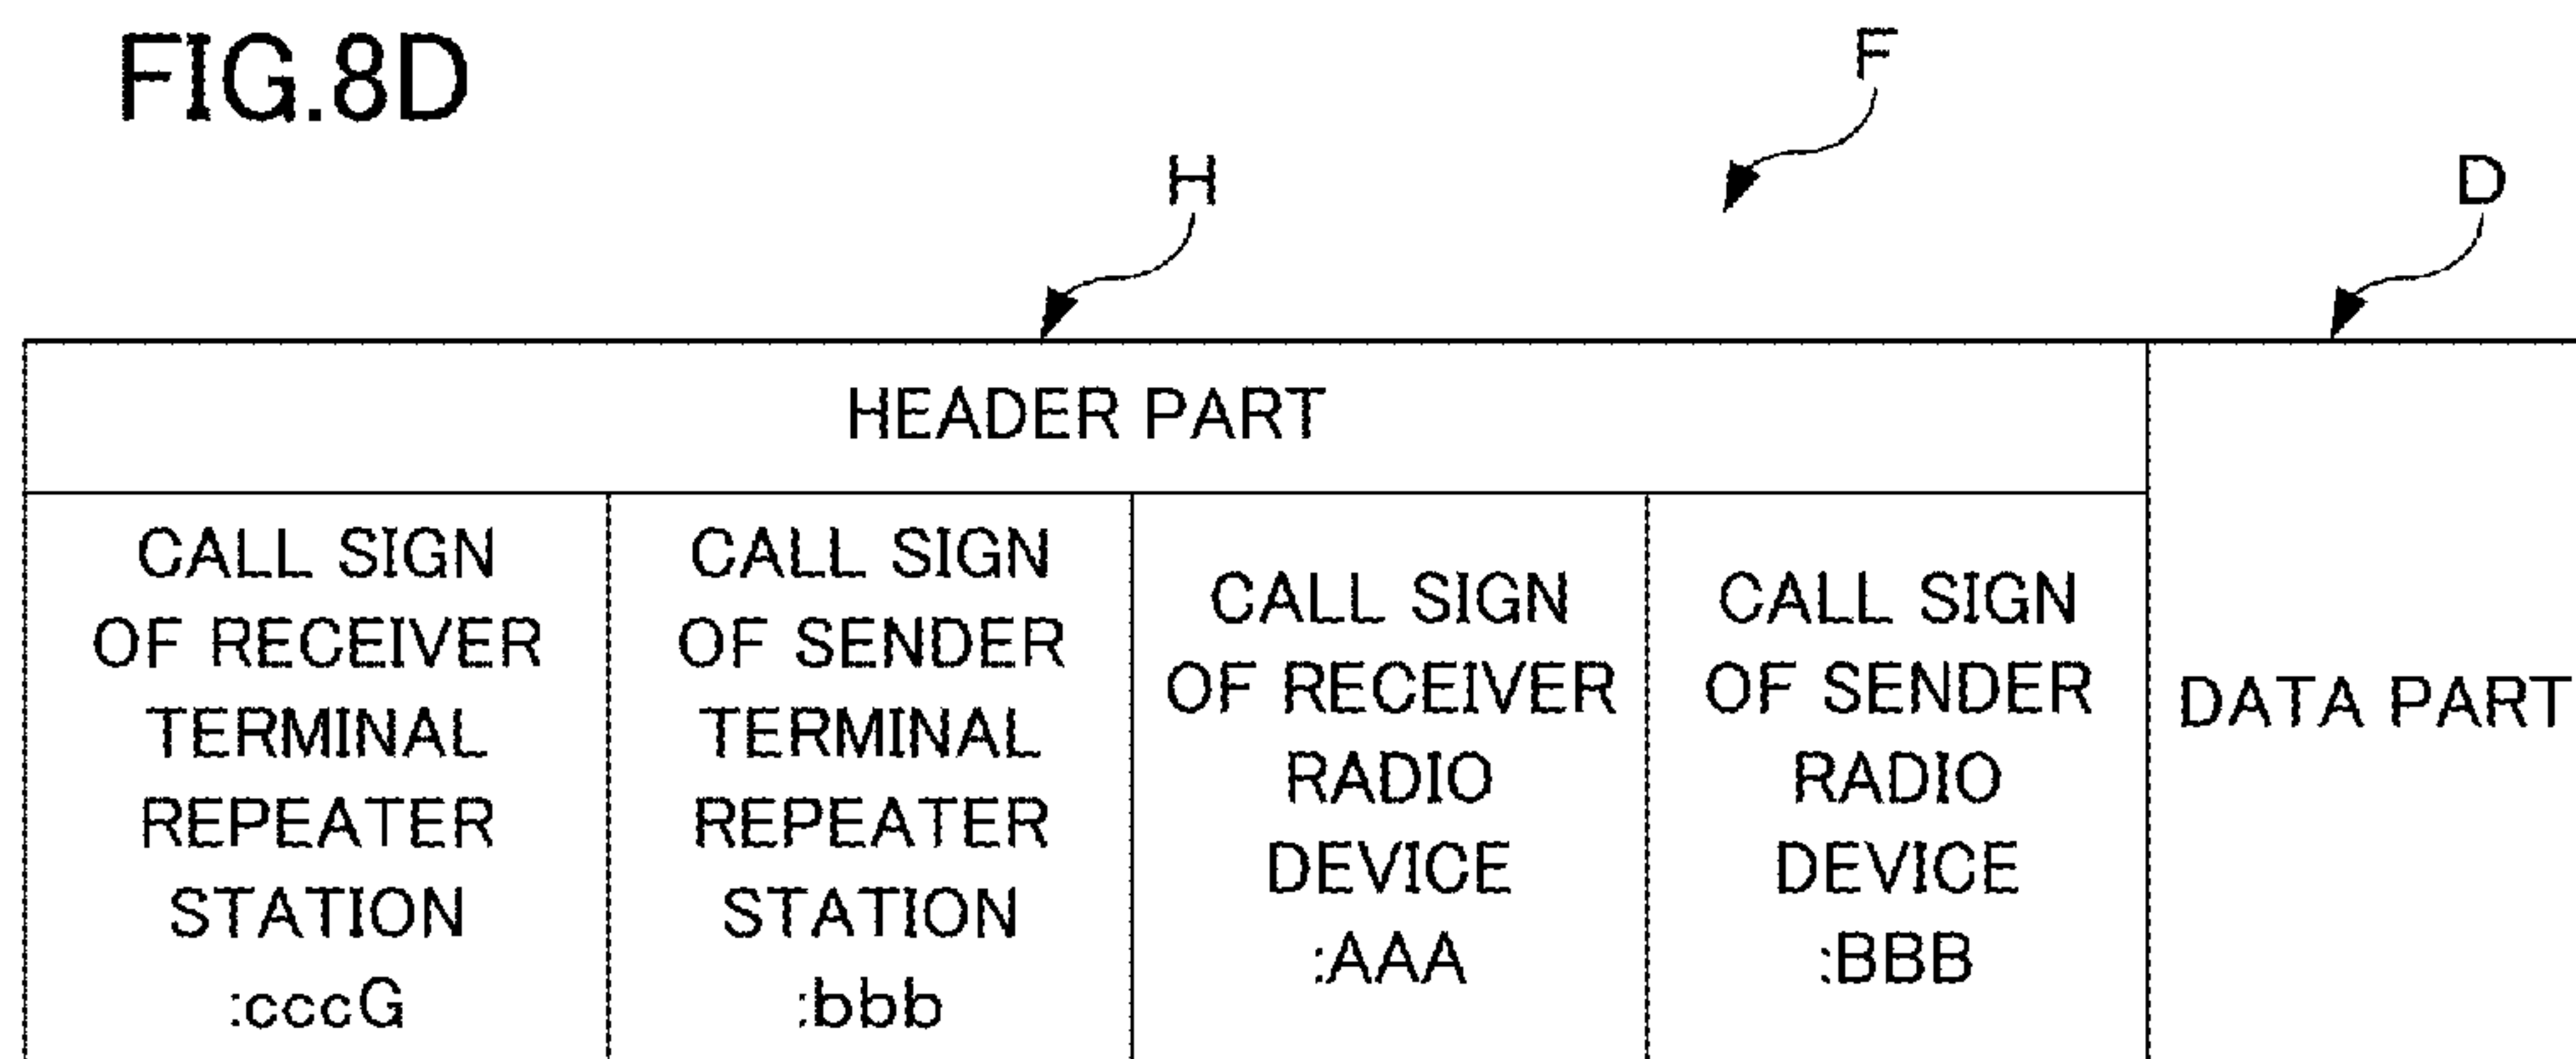 FIG.8D
F
H
D
HEADER PART
CALL SIGN
OF RECEIVER
TERMINAL
REPEATER
STATION
:cccG
CALL SIGN
OF SENDER
TERMINAL
REPEATER
STATION
:bbb
CALL SIGN
OF RECEIVER
RADIO
DEVICE
:AAA
CALL SIGN
OF SENDER
RADIO
DEVICE
:BBB
DATA PART